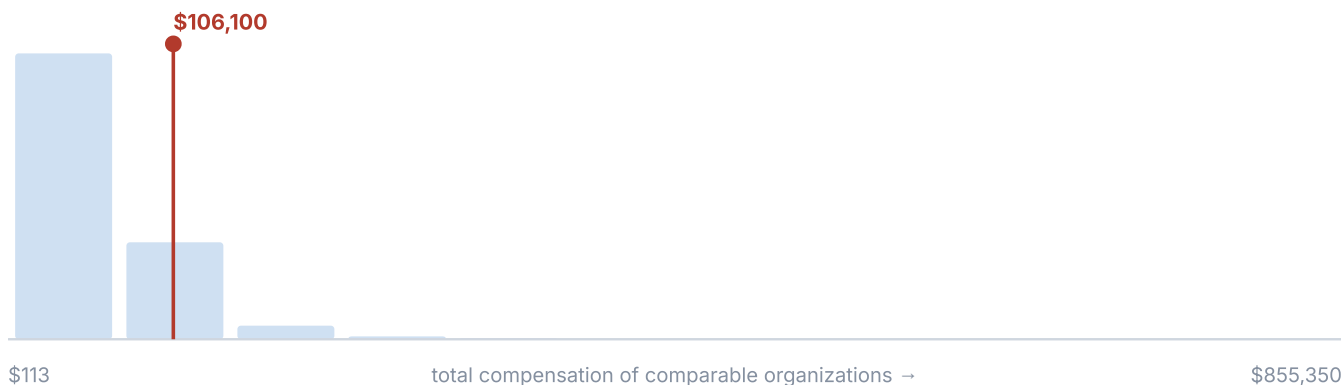 $106,100
$113 total compensation of comparable organizations → $855,350